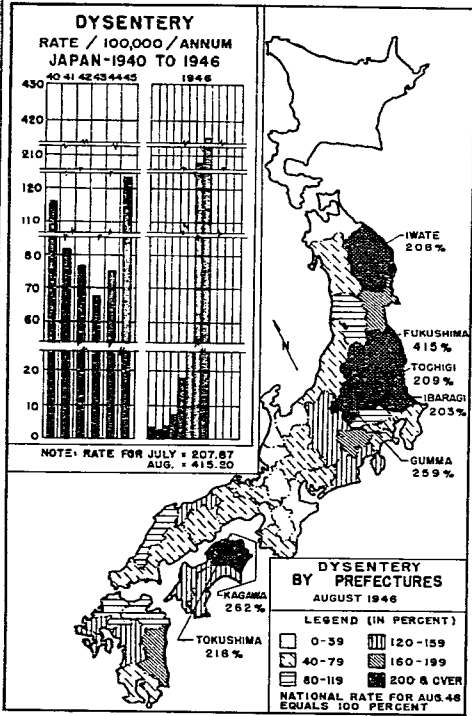 DYSENTERY
RATE / 100,000 / ANNUM
JAPAN-1940 TO 1946
40 41 42 43 44 45
1946
430
420
210
120
110
80
70
60
20
10
0
NOTE: RATE FOR JULY = 207.87
AUG. = 415.20
N
IWATE
206%
FUKUSHIMA
415%
TOCHIGI
209%
IBARAGI
203%
GUMMA
259%
KAGAWA
262%
TOKUSHIMA
218%
DYSENTERY
BY PREFECTURES
AUGUST 1946
LEGEND (IN PERCENT)
0-39
120-159
40-79
160-199
80-119
200 & OVER
NATIONAL RATE FOR AUG.46
EQUALS 100 PERCENT